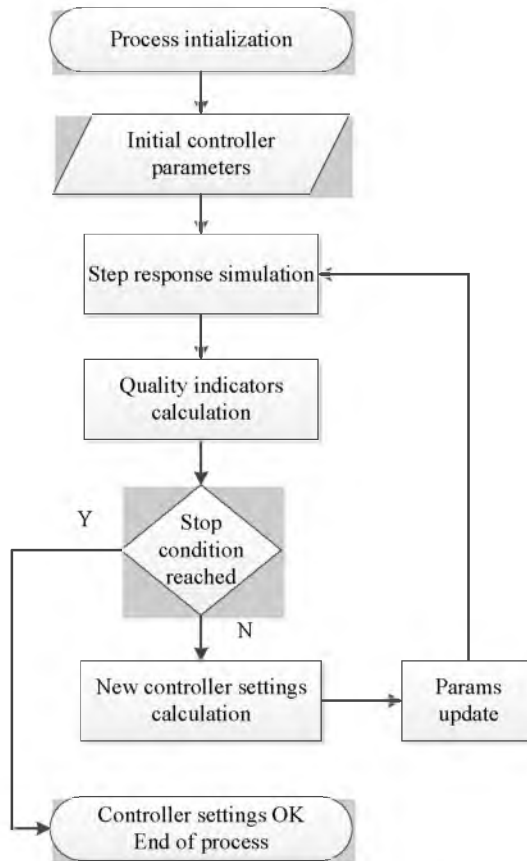 Process intialization
Initial controller
parameters
Step response simulation
Quality indicators
calculation
Y
Stop
condition
reached
N
New controller settings
calculation
Params
update
Controller settings OK
End of process